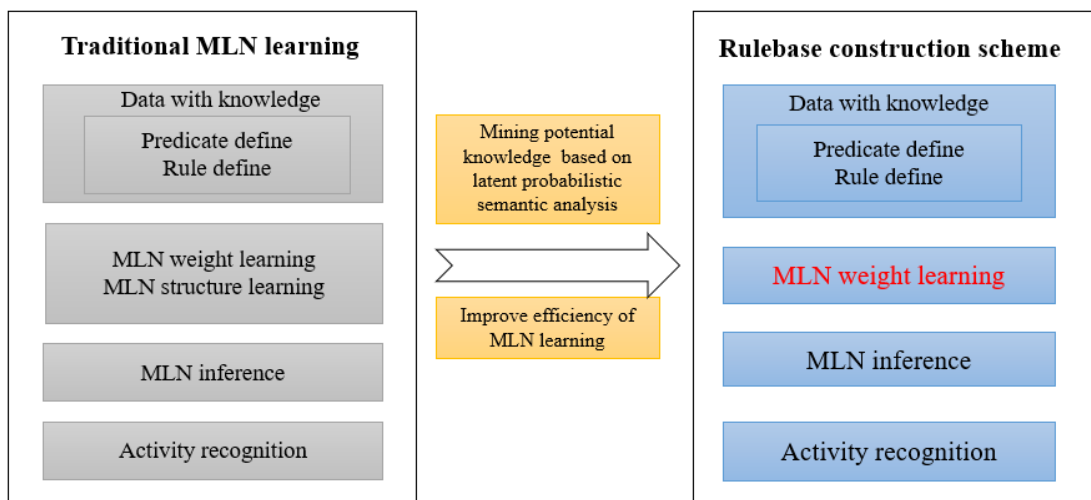 Traditional MLN learning
Data with knowledge
Predicate define
Rule define
MLN weight learning
MLN structure learning
MLN inference
Activity recognition
Mining potential
knowledge based on
latent probabilistic
semantic analysis
Improve efficiency of
MLN learning
Rulebase construction scheme
Data with knowledge
Predicate define
Rule define
MLN weight learning
MLN inference
Activity recognition